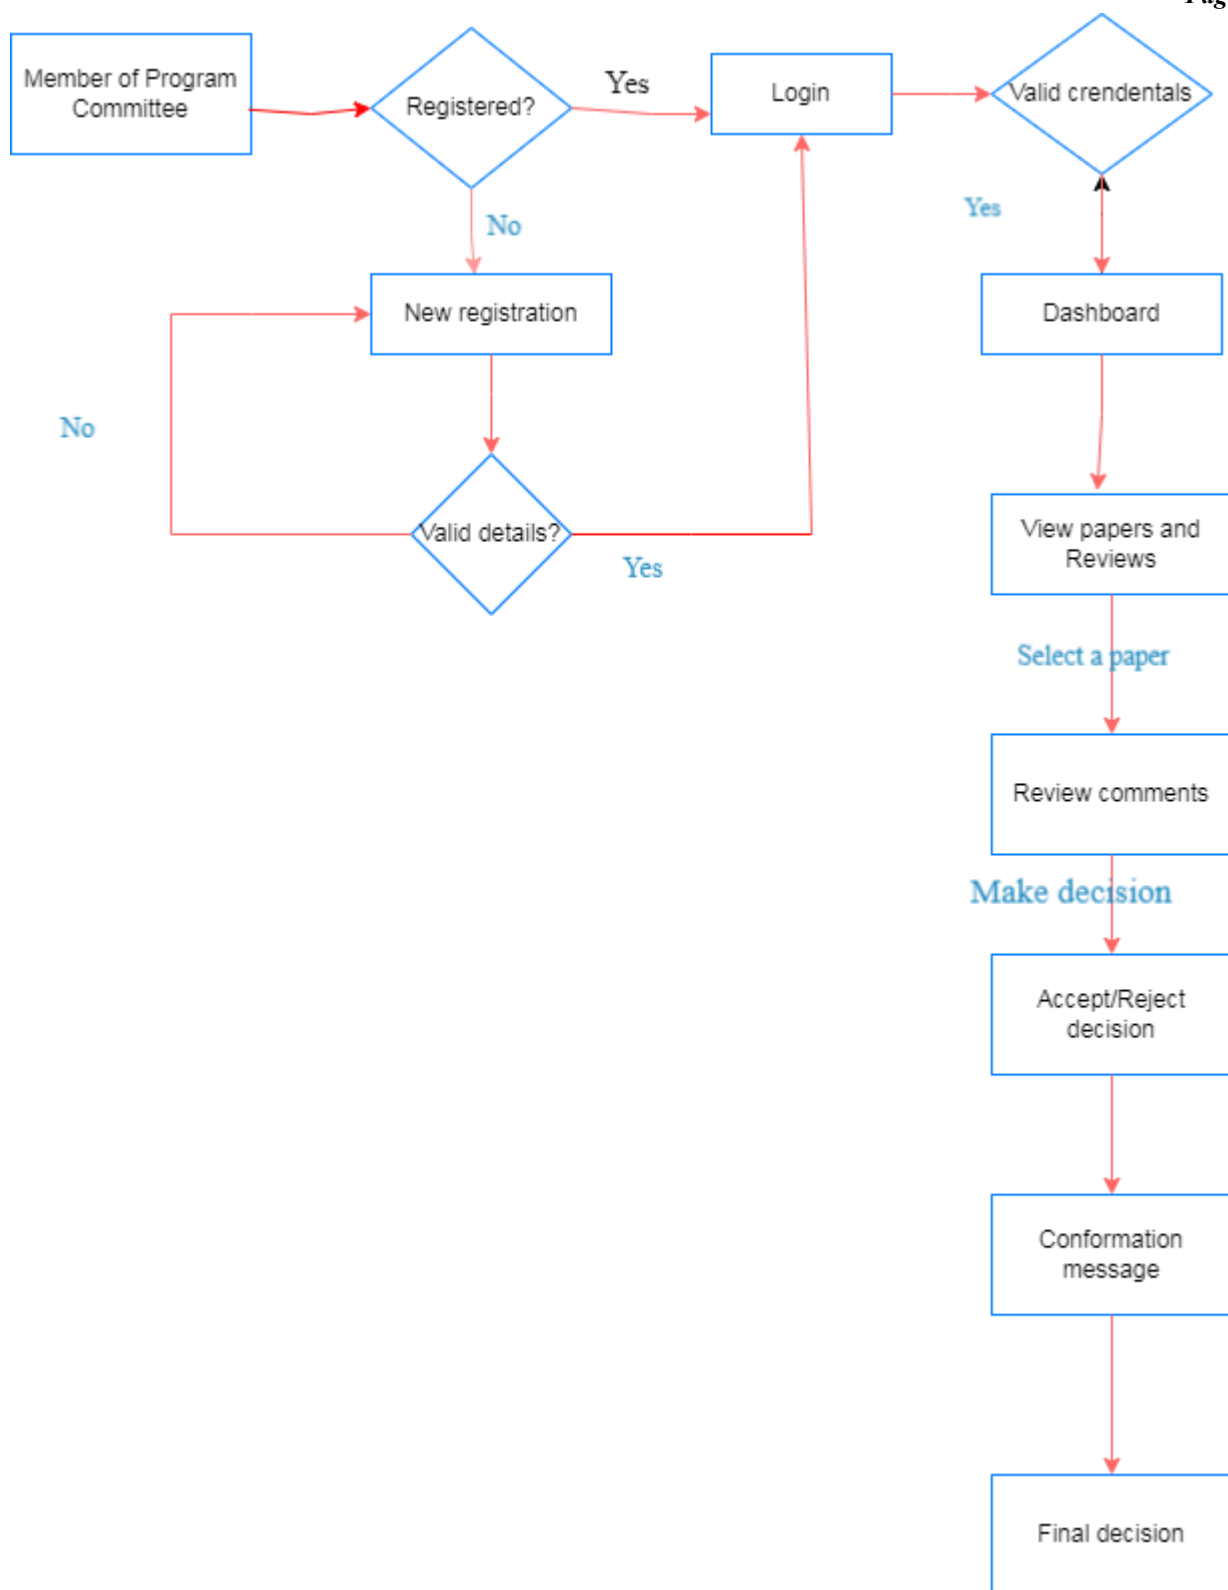 Pag
Member of Program
Committee
Registered?
Yes
Login
Valid crendentals
No
Yes
New registration
Dashboard
No
Valid details?
Yes
View papers and
Reviews
Select a paper
Review comments
Make decision
Accept/Reject
decision
Conformation
message
Final decision